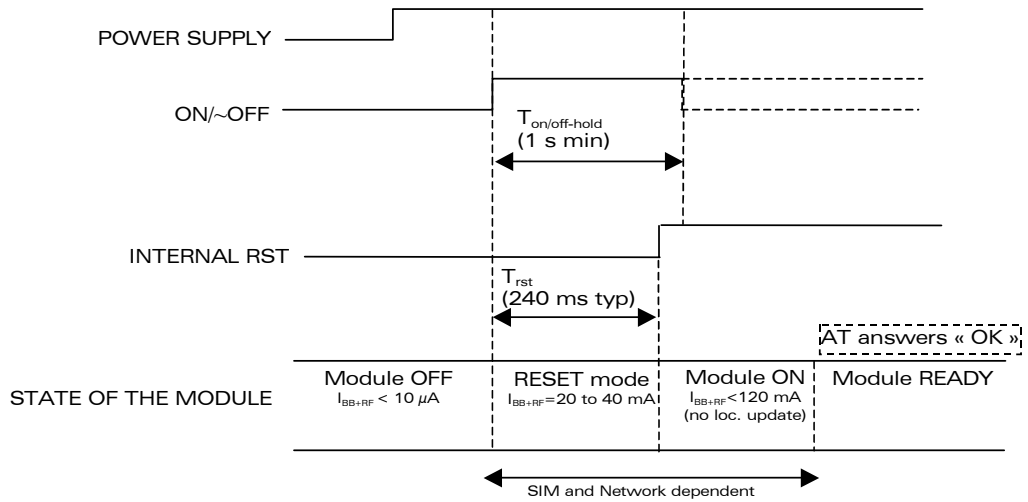 POWER SUPPLY
ON/~OFF
Ton/off-hold
(1 s min)
INTERNAL RST
Trst
(240 ms typ)
AT answers « OK »
STATE OF THE MODULE
Module OFF
IBB+RF < 10 µA
RESET mode
IBB+RF=20 to 40 mA
Module ON
IBB+RF<120 mA
(no loc. update)
Module READY
SIM and Network dependent